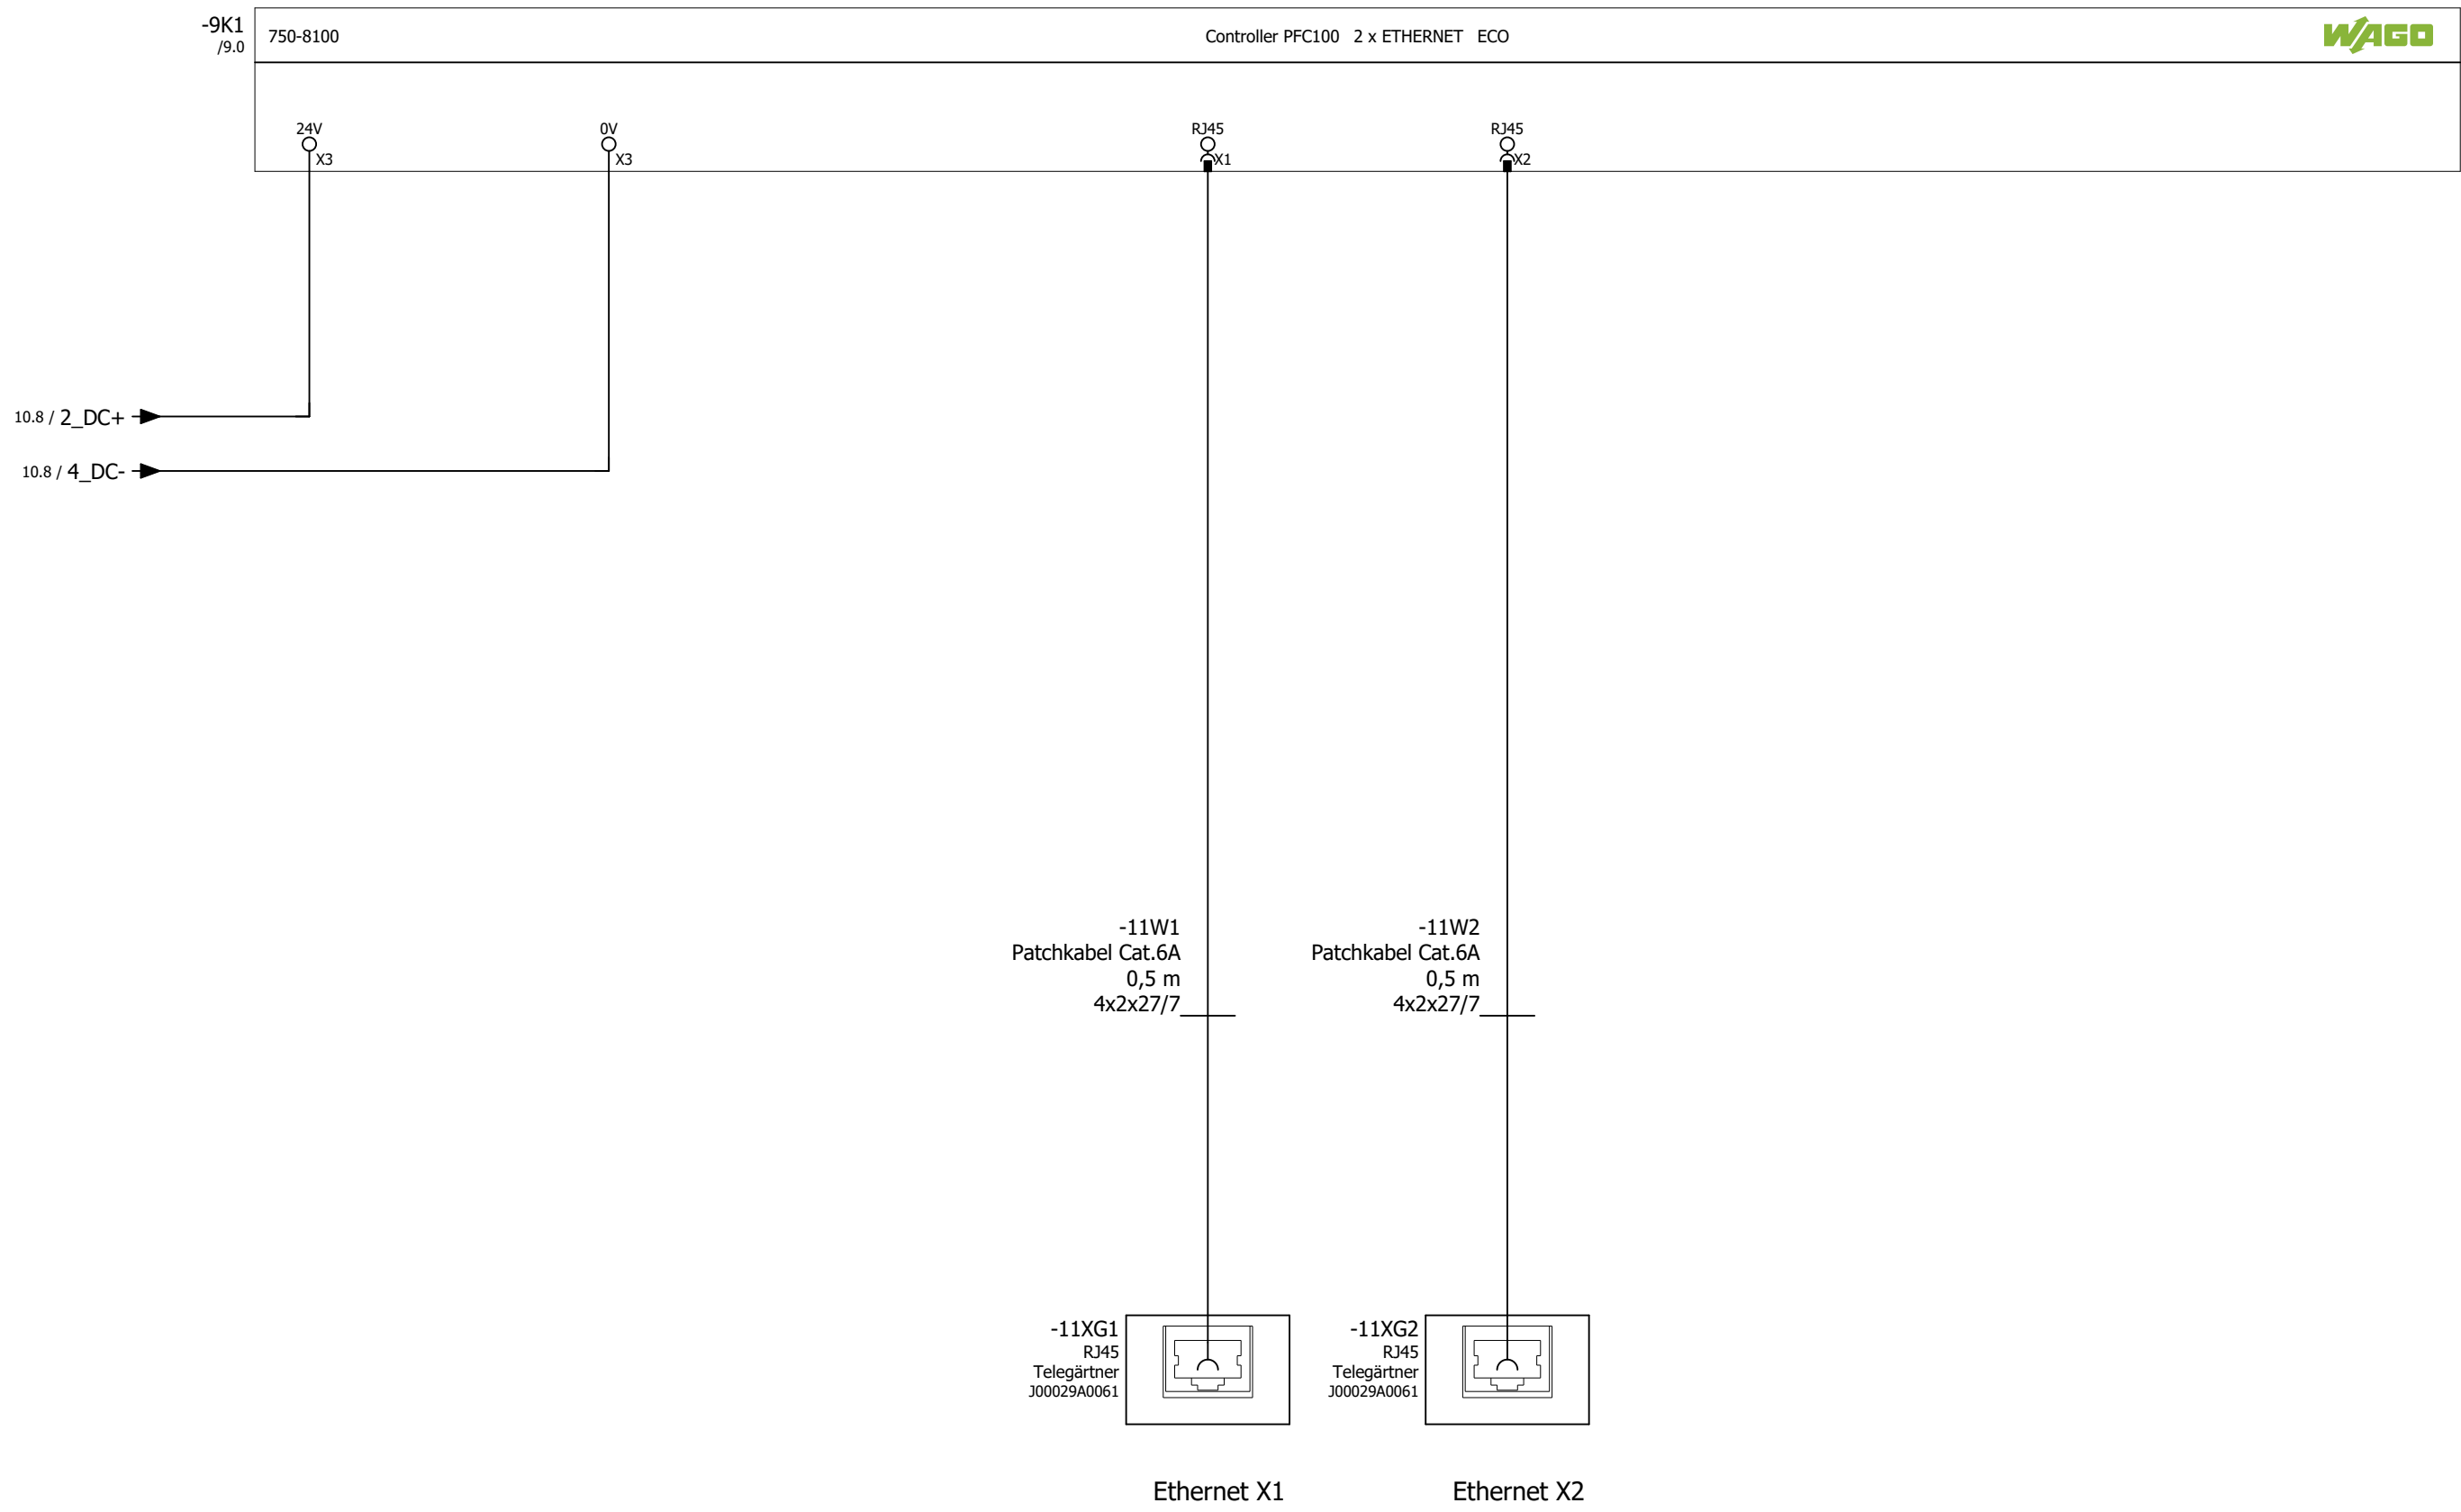 -9K1
/9.0
750-8100
Controller PFC100 2 x ETHERNET ECO
WAGO
24V
X3
0V
X3
RJ45
X1
RJ45
X2
10.8 / 2_DC+
10.8 / 4_DC-
-11W1
Patchkabel Cat.6A
0,5 m
4x2x27/7
-11W2
Patchkabel Cat.6A
0,5 m
4x2x27/7
-11XG1
RJ45
Telegärtner
J00029A0061
-11XG2
RJ45
Telegärtner
J00029A0061
Ethernet X1
Ethernet X2